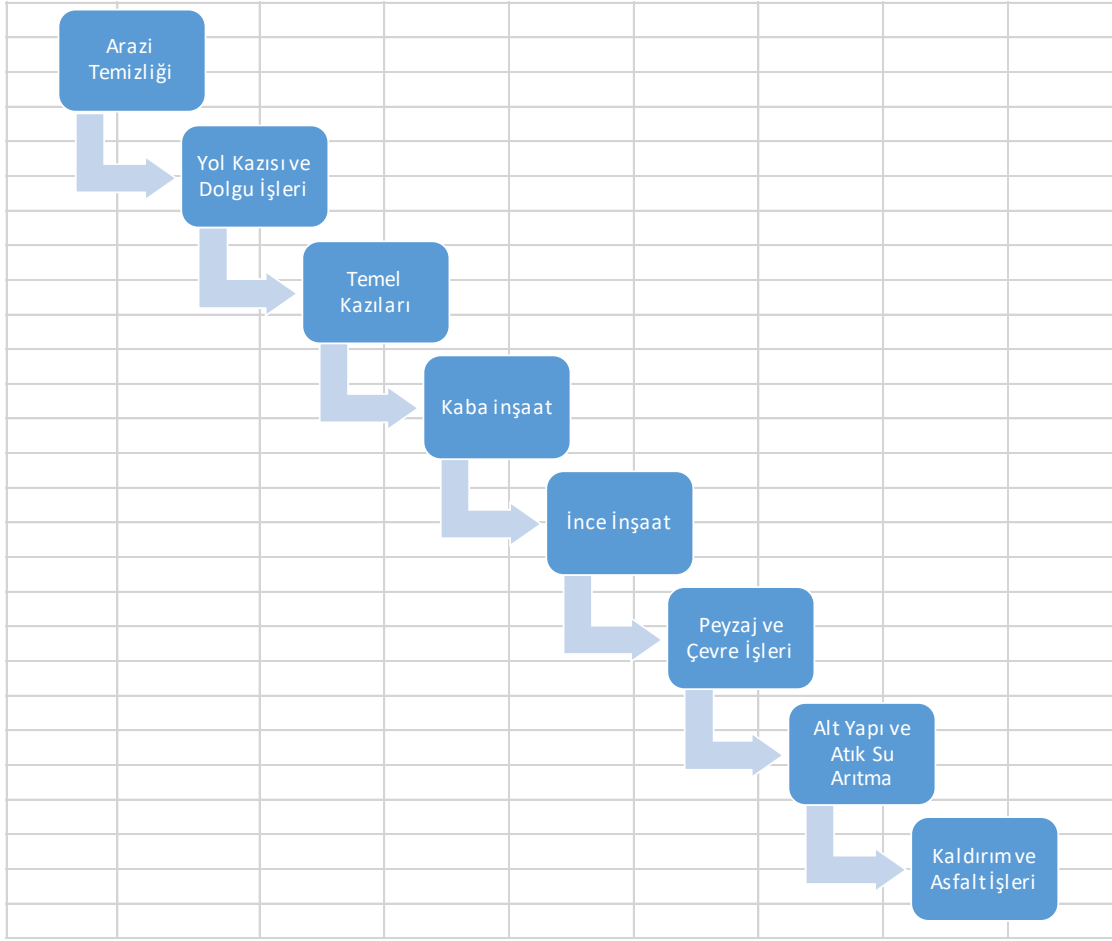 Arazi
Temizliği
Yol Kazısı ve
Dolgu İşleri
Temel
Kazıları
Kaba inşaat
İnce İnşaat
Peyzaj ve
Çevre İşleri
Alt Yapı ve
Atık Su
Arıtma
Kaldırım ve
Asfalt İşleri